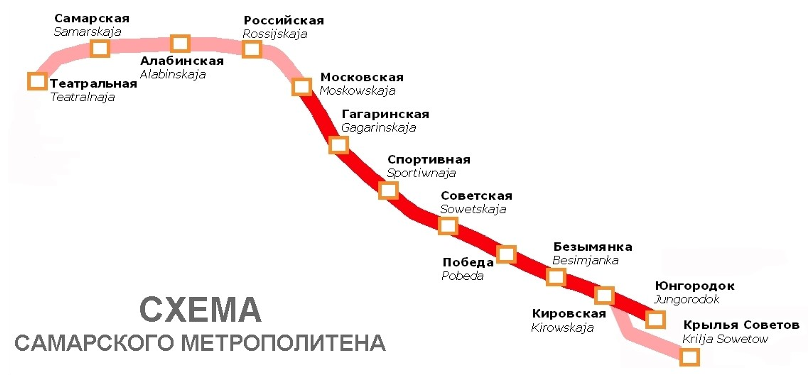 Самарская
Samarskaja
Российская
Rossijskaja
Алабинская
Alabinskaja
Театральная
Teatralnaja
Московская
Moskowskaja
Гагаринская
Gagarinskaja
Спортивная
Sportiwnaja
Советская
Sowetskaja
Победа
Pobeda
Безымянка
Besimjanka
Кировская
Kirowskaja
Юнгородок
Jungorodok
Крылья Советов
Krilja Sowetow
СХЕМА
САМАРСКОГО МЕТРОПОЛИТЕНА